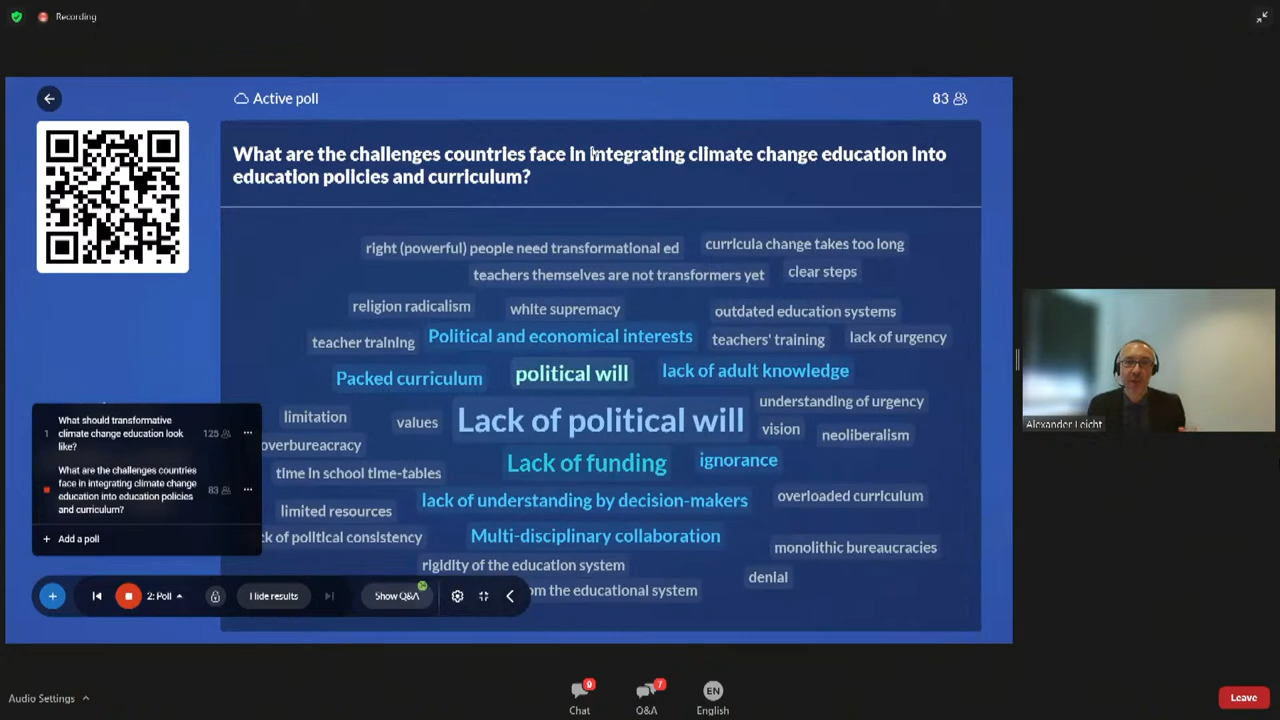 Recording
Active poll
83
What are the challenges countries face in integrating climate change education into
education policies and curriculum?
right (powerful) people need transformational ed
curricula change takes too long
teachers themselves are not transformers yet
clear steps
religion radicalism
white supremacy
outdated education systems
teacher training
Political and economical interests
teachers' training
lack of urgency
Packed curriculum
political will
lack of adult knowledge
limitation
values
Lack of political will
understanding of urgency
vision
neoliberalism
overbureacracy
Lack of funding
ignorance
time in school time-tables
lack of understanding by decision-makers
overloaded curriculum
limited resources
ck of political consistency
Multi-disciplinary collaboration
monolithic bureaucracies
rigidity of the education system
denial
om the educational system
1
What should transformative
climate change education look
like?
125
What are the challenges countries
face in integrating climate change
education into education policies
and curriculum?
83
+ Add a poll
2: Poll
Hide results
Show Q&A
Alexander Leicht
Audio Settings
9
Chat
7
Q&A
EN
English
Leave